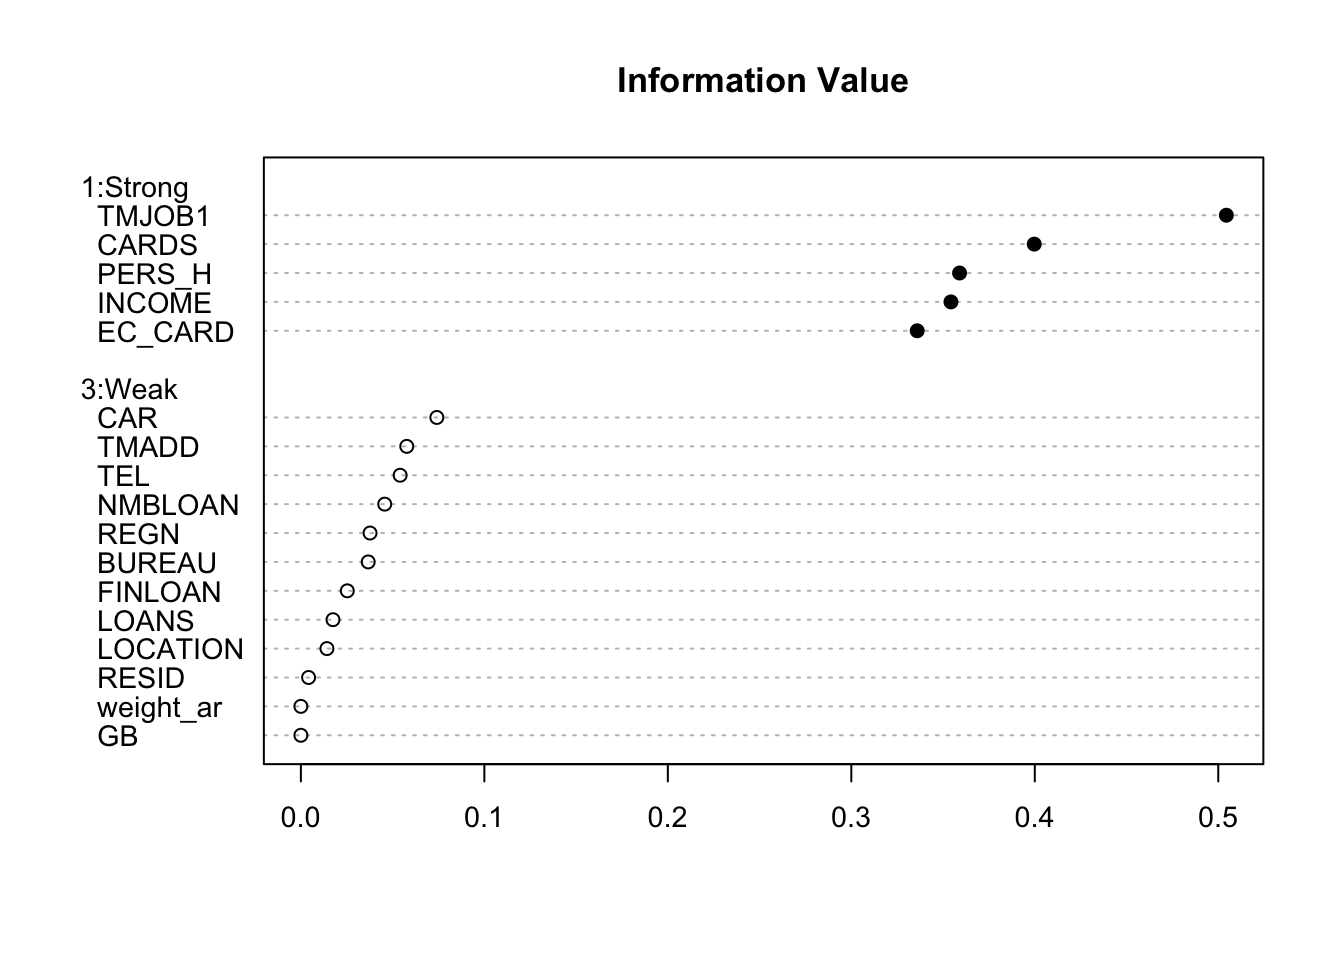 Information Value
1:Strong
TMJOB1
CARDS
PERS_H
INCOME
EC_CARD
3:Weak
CAR
TMADD
TEL
NMBLOAN
REGN
BUREAU
FINLOAN
LOANS
LOCATION
RESID
weight_ar
GB
0.0 0.1 0.2 0.3 0.4 0.5